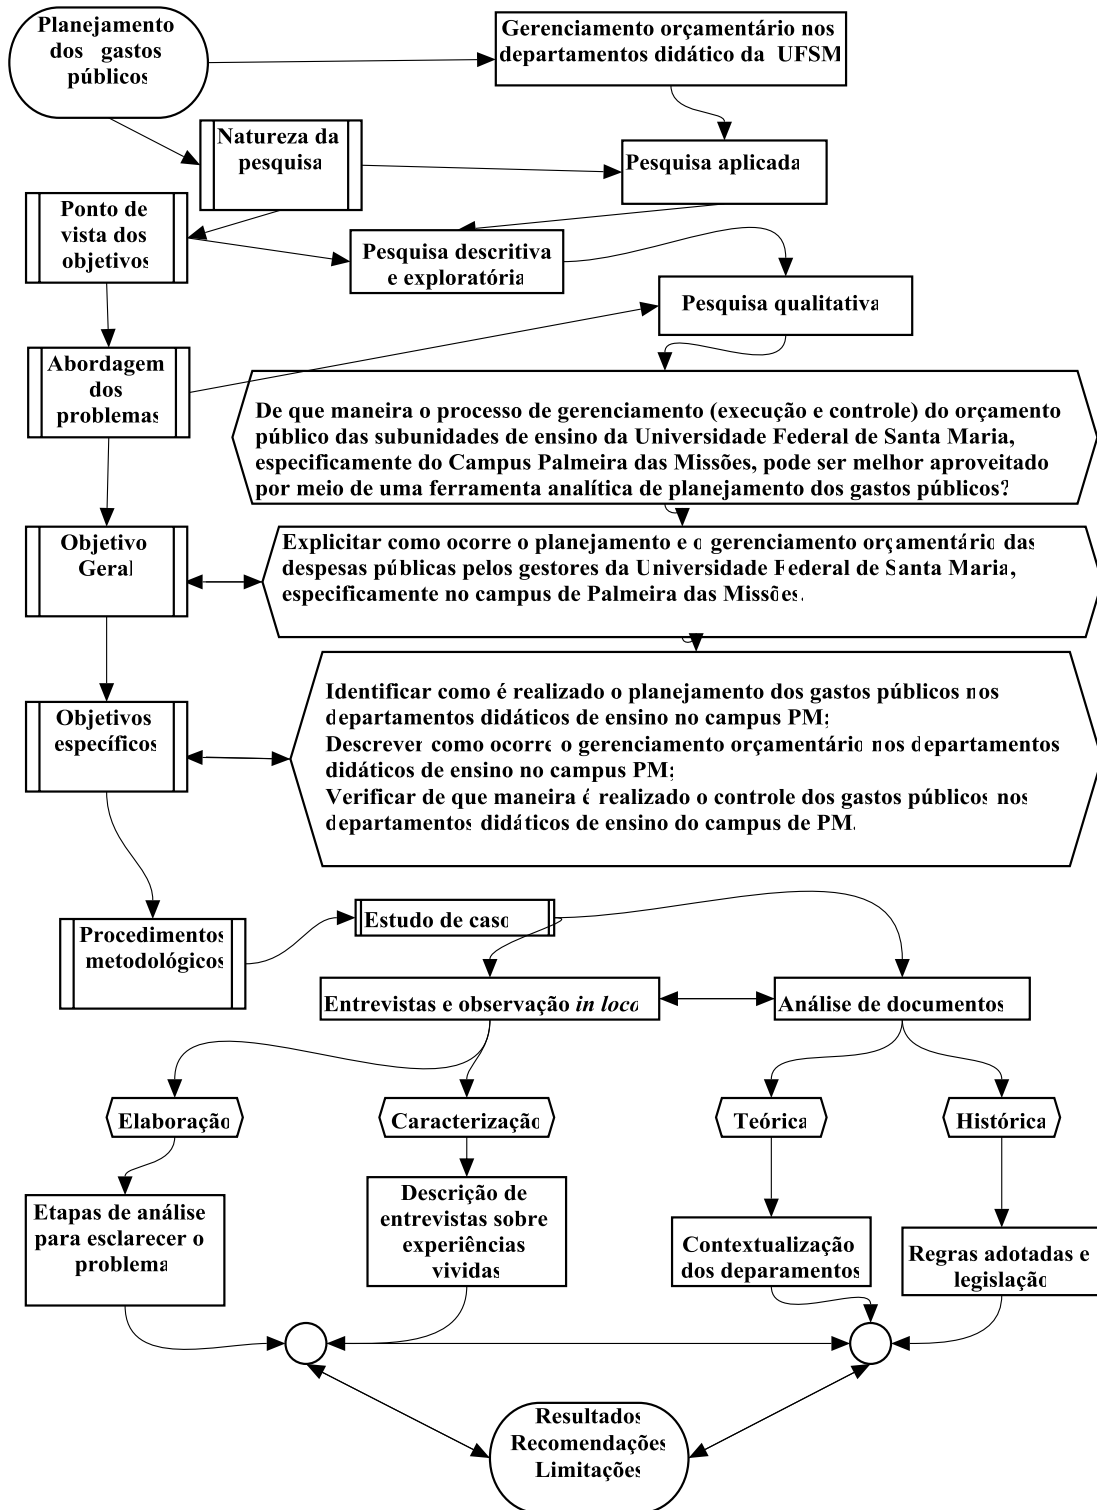 Planejamento
dos gastos
públicos
Gerenciamento orçamentário nos
departamentos didático da UFSM
Natureza da
pesquisa
Pesquisa aplicada
Ponto de
vista dos
objetivos
Pesquisa descritiva
e exploratória
Pesquisa qualitativa
Abordagem
dos
problemas
De que maneira o processo de gerenciamento (execução e controle) do orçamento
público das subunidades de ensino da Universidade Federal de Santa Maria,
especificamente do Campus Palmeira das Missões, pode ser melhor aproveitado
por meio de uma ferramenta analítica de planejamento dos gastos públicos?
Objetivo
Geral
Explicitar como ocorre o planejamento e o gerenciamento orçamentário das
despesas públicas pelos gestores da Universidade Federal de Santa Maria,
especificamente no campus de Palmeira das Missões.
Objetivos
específicos
Identificar como é realizado o planejamento dos gastos públicos nos
departamentos didáticos de ensino no campus PM;
Descrever como ocorre o gerenciamento orçamentário nos departamentos
didáticos de ensino no campus PM;
Verificar de que maneira é realizado o controle dos gastos públicos nos
departamentos didáticos de ensino do campus de PM.
Procedimentos
metodológicos
Estudo de caso
Entrevistas e observação in loco
Análise de documentos
Elaboração
Caracterização
Teórica
Histórica
Etapas de análise
para esclarecer o
problema
Descrição de
entrevistas sobre
experiências
vividas
Contextualização
dos deparamentos
Regras adotadas e
legislação
Resultados
Recomendações
Limitações